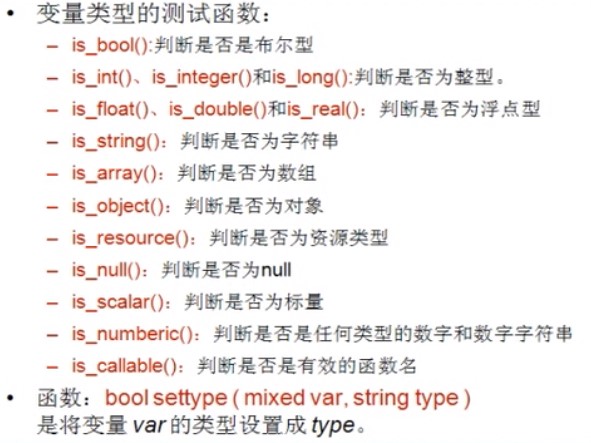 • 变量类型的测试函数：
– is_bool():判断是否是布尔型
– is_int()、is_integer()和is_long():判断是否为整型。
– is_float()、is_double()和is_real()：判断是否为浮点型
– is_string()：判断是否为字符串
– is_array()：判断是否为数组
– is_object()：判断是否为对象
– is_resource()：判断是否为资源类型
– is_null()：判断是否为null
– is_scalar()：判断是否为标量
– is_numberic()：判断是否是任何类型的数字和数字字符串
– is_callable()：判断是否是有效的函数名
• 函数：bool settype ( mixed var, string type )
是将变量 var 的类型设置成 type。